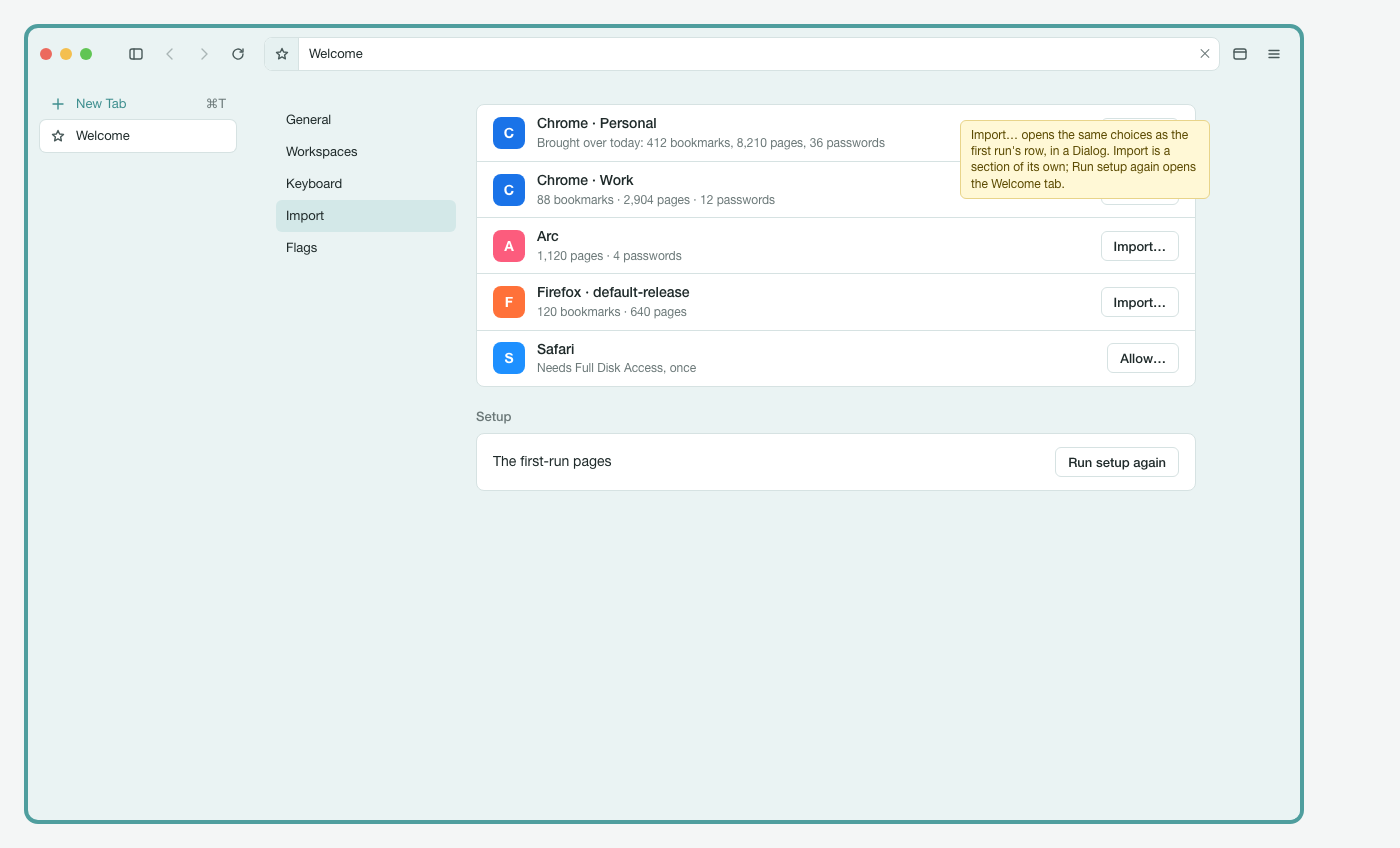 Welcome
New Tab ⌘T
Welcome
General
Workspaces
Keyboard
Import
Flags
C
Chrome · Personal
Brought over today: 412 bookmarks, 8,210 pages, 36 passwords
C
Chrome · Work
88 bookmarks · 2,904 pages · 12 passwords
Import… opens the same choices as the
first run's row, in a Dialog. Import is a
section of its own; Run setup again opens
the Welcome tab.
A
Arc
1,120 pages · 4 passwords
Import…
F
Firefox · default-release
120 bookmarks · 640 pages
Import…
S
Safari
Needs Full Disk Access, once
Allow…
Setup
The first-run pages
Run setup again